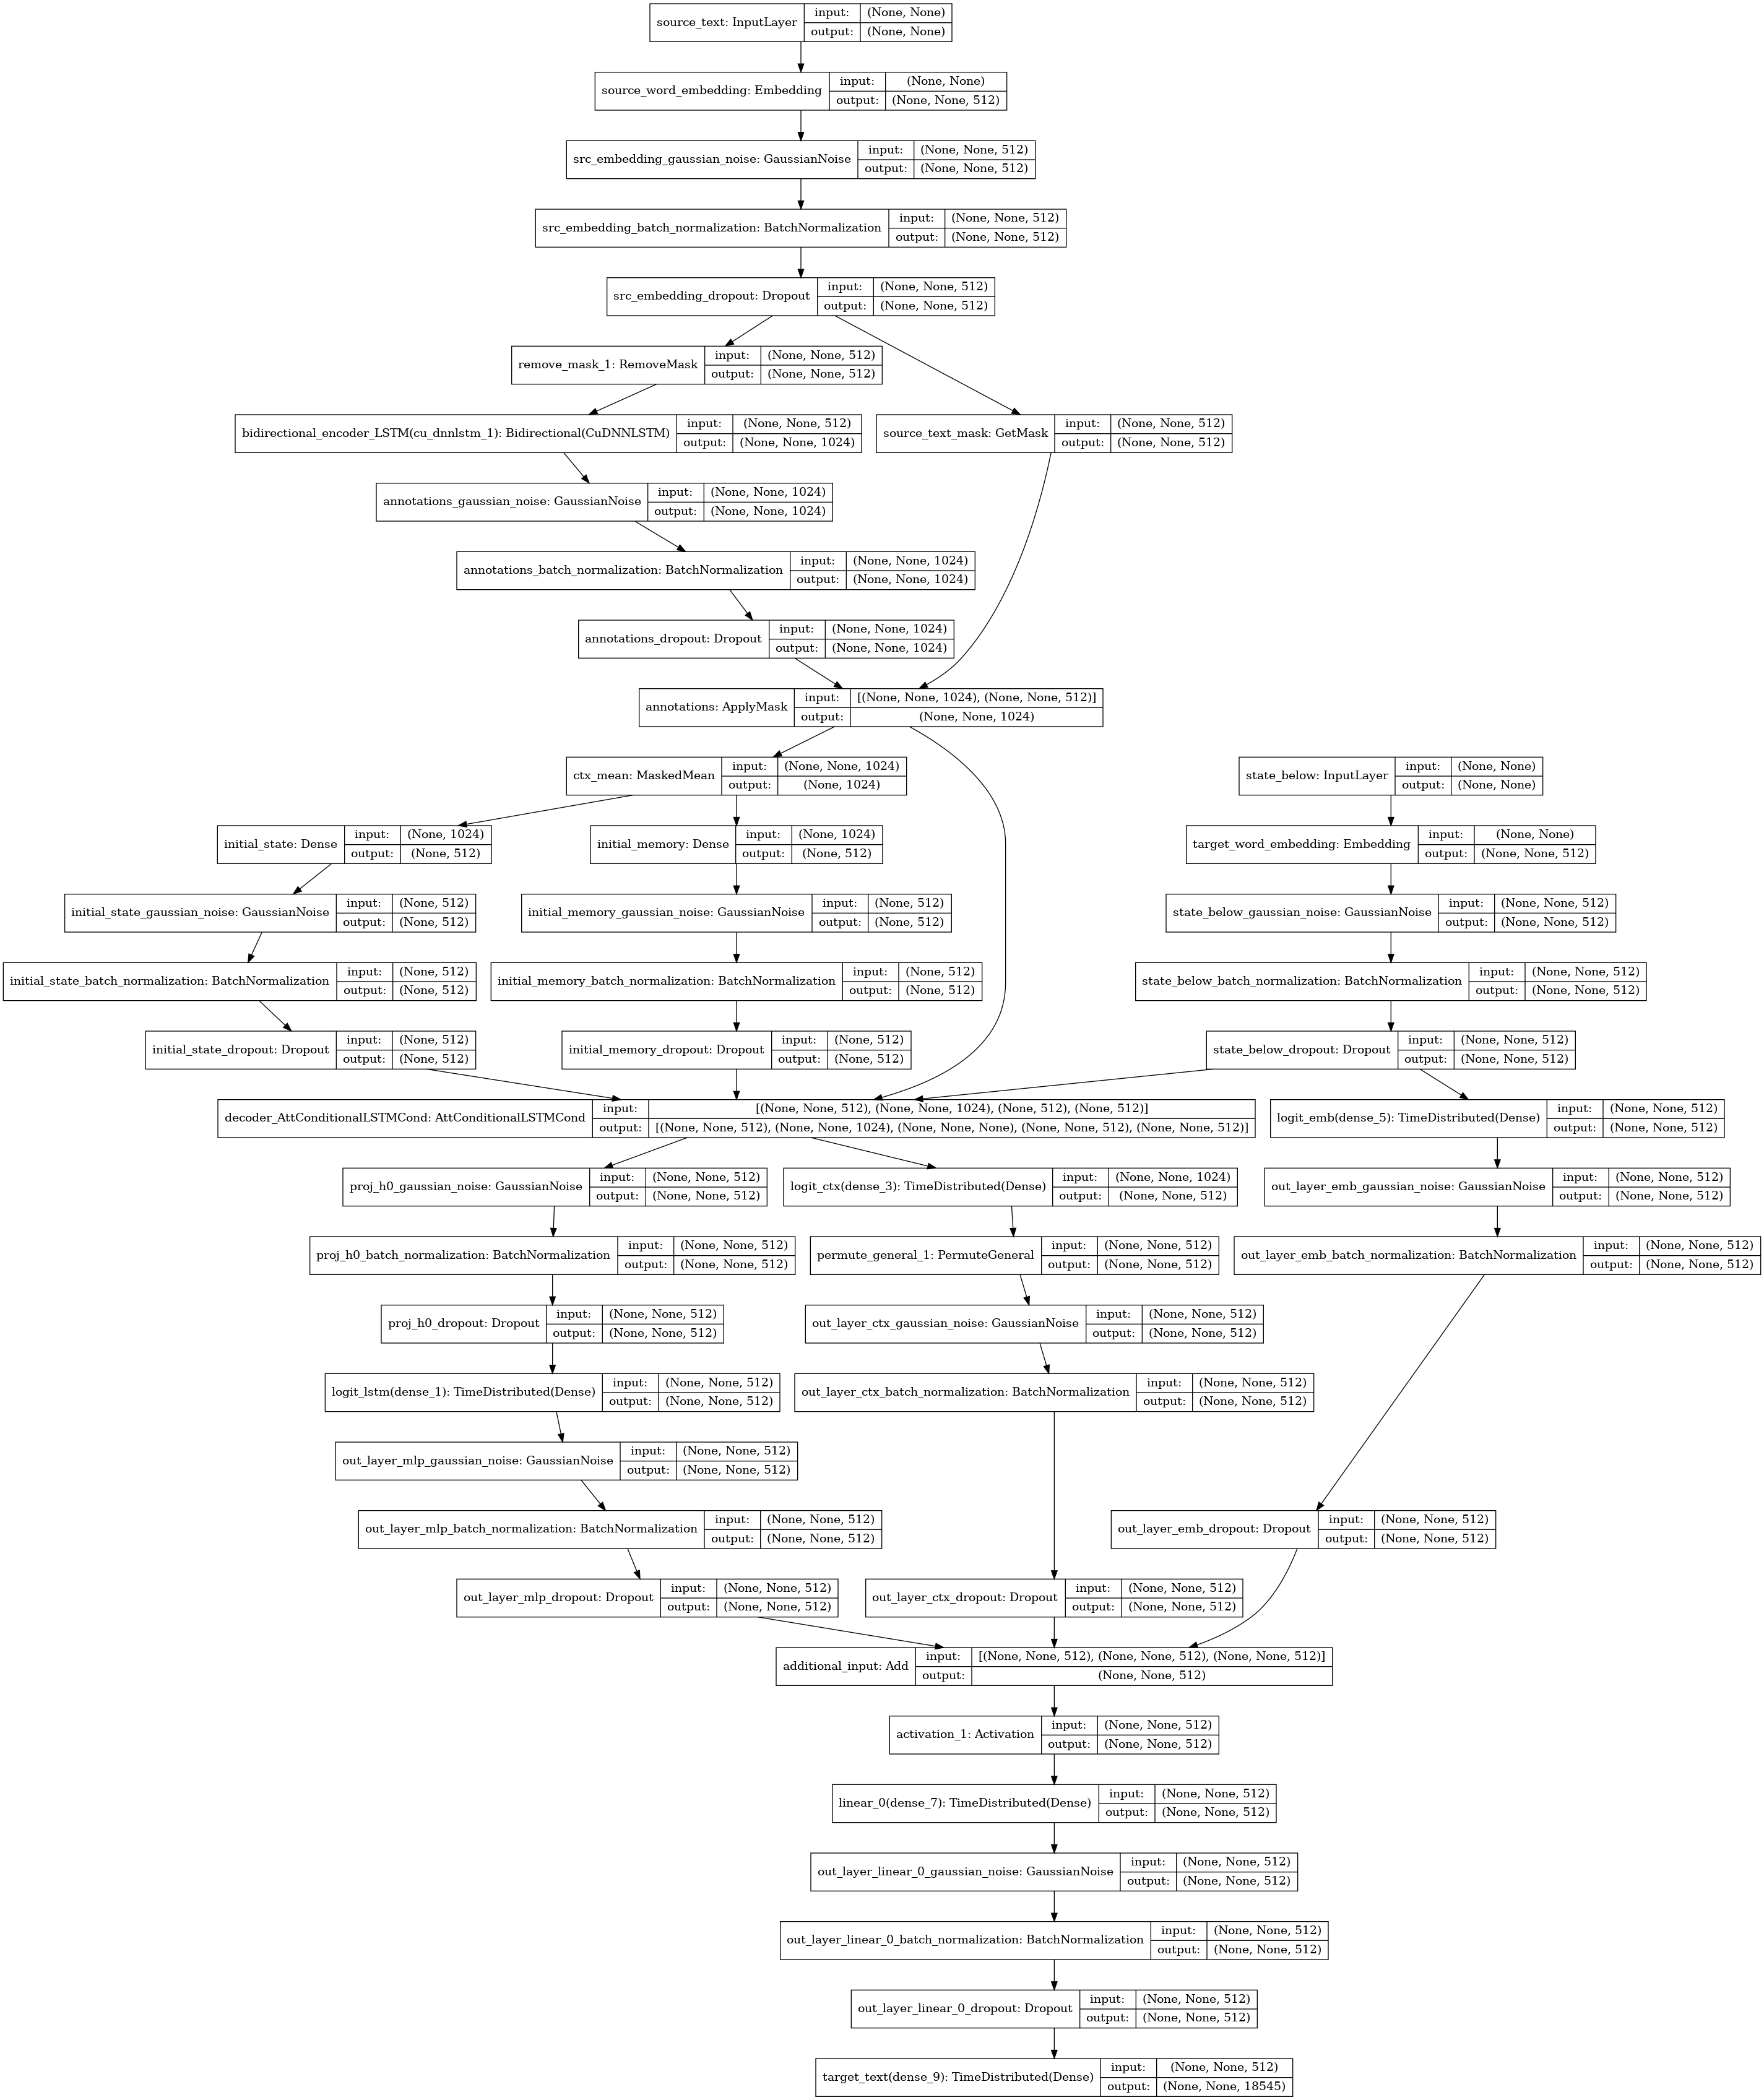 source_text: InputLayer input: (None, None)
output: (None, None)
source_word_embedding: Embedding input: (None, None)
output: (None, None, 512)
src_embedding_gaussian_noise: GaussianNoise input: (None, None, 512)
output: (None, None, 512)
src_embedding_batch_normalization: BatchNormalization input: (None, None, 512)
output: (None, None, 512)
src_embedding_dropout: Dropout input: (None, None, 512)
output: (None, None, 512)
remove_mask_1: RemoveMask input: (None, None, 512)
output: (None, None, 512)
bidirectional_encoder_LSTM(cu_dnnlstm_1): Bidirectional(CuDNNLSTM) input: (None, None, 512)
output: (None, None, 1024)
source_text_mask: GetMask input: (None, None, 512)
output: (None, None, 512)
annotations_gaussian_noise: GaussianNoise input: (None, None, 1024)
output: (None, None, 1024)
annotations_batch_normalization: BatchNormalization input: (None, None, 1024)
output: (None, None, 1024)
annotations_dropout: Dropout input: (None, None, 1024)
output: (None, None, 1024)
annotations: ApplyMask input: [(None, None, 1024), (None, None, 512)]
output: (None, None, 1024)
ctx_mean: MaskedMean input: (None, None, 1024)
output: (None, 1024)
state_below: InputLayer input: (None, None)
output: (None, None)
initial_state: Dense input: (None, 1024)
output: (None, 512)
initial_memory: Dense input: (None, 1024)
output: (None, 512)
target_word_embedding: Embedding input: (None, None)
output: (None, None, 512)
initial_state_gaussian_noise: GaussianNoise input: (None, 512)
output: (None, 512)
initial_memory_gaussian_noise: GaussianNoise input: (None, 512)
output: (None, 512)
state_below_gaussian_noise: GaussianNoise input: (None, None, 512)
output: (None, None, 512)
initial_state_batch_normalization: BatchNormalization input: (None, 512)
output: (None, 512)
initial_memory_batch_normalization: BatchNormalization input: (None, 512)
output: (None, 512)
state_below_batch_normalization: BatchNormalization input: (None, None, 512)
output: (None, None, 512)
initial_state_dropout: Dropout input: (None, 512)
output: (None, 512)
initial_memory_dropout: Dropout input: (None, 512)
output: (None, 512)
state_below_dropout: Dropout input: (None, None, 512)
output: (None, None, 512)
decoder_AttConditionalLSTMCond: AttConditionalLSTMCond input: [(None, None, 512), (None, None, 1024), (None, 512), (None, 512)]
output: [(None, None, 512), (None, None, 1024), (None, None, None), (None, None, 512), (None, None, 512)]
logit_emb(dense_5): TimeDistributed(Dense) input: (None, None, 512)
output: (None, None, 512)
proj_h0_gaussian_noise: GaussianNoise input: (None, None, 512)
output: (None, None, 512)
logit_ctx(dense_3): TimeDistributed(Dense) input: (None, None, 1024)
output: (None, None, 512)
out_layer_emb_gaussian_noise: GaussianNoise input: (None, None, 512)
output: (None, None, 512)
proj_h0_batch_normalization: BatchNormalization input: (None, None, 512)
output: (None, None, 512)
permute_general_1: PermuteGeneral input: (None, None, 512)
output: (None, None, 512)
out_layer_emb_batch_normalization: BatchNormalization input: (None, None, 512)
output: (None, None, 512)
proj_h0_dropout: Dropout input: (None, None, 512)
output: (None, None, 512)
out_layer_ctx_gaussian_noise: GaussianNoise input: (None, None, 512)
output: (None, None, 512)
logit_lstm(dense_1): TimeDistributed(Dense) input: (None, None, 512)
output: (None, None, 512)
out_layer_ctx_batch_normalization: BatchNormalization input: (None, None, 512)
output: (None, None, 512)
out_layer_mlp_gaussian_noise: GaussianNoise input: (None, None, 512)
output: (None, None, 512)
out_layer_mlp_batch_normalization: BatchNormalization input: (None, None, 512)
output: (None, None, 512)
out_layer_emb_dropout: Dropout input: (None, None, 512)
output: (None, None, 512)
out_layer_mlp_dropout: Dropout input: (None, None, 512)
output: (None, None, 512)
out_layer_ctx_dropout: Dropout input: (None, None, 512)
output: (None, None, 512)
additional_input: Add input: [(None, None, 512), (None, None, 512), (None, None, 512)]
output: (None, None, 512)
activation_1: Activation input: (None, None, 512)
output: (None, None, 512)
linear_0(dense_7): TimeDistributed(Dense) input: (None, None, 512)
output: (None, None, 512)
out_layer_linear_0_gaussian_noise: GaussianNoise input: (None, None, 512)
output: (None, None, 512)
out_layer_linear_0_batch_normalization: BatchNormalization input: (None, None, 512)
output: (None, None, 512)
out_layer_linear_0_dropout: Dropout input: (None, None, 512)
output: (None, None, 512)
target_text(dense_9): TimeDistributed(Dense) input: (None, None, 512)
output: (None, None, 18545)